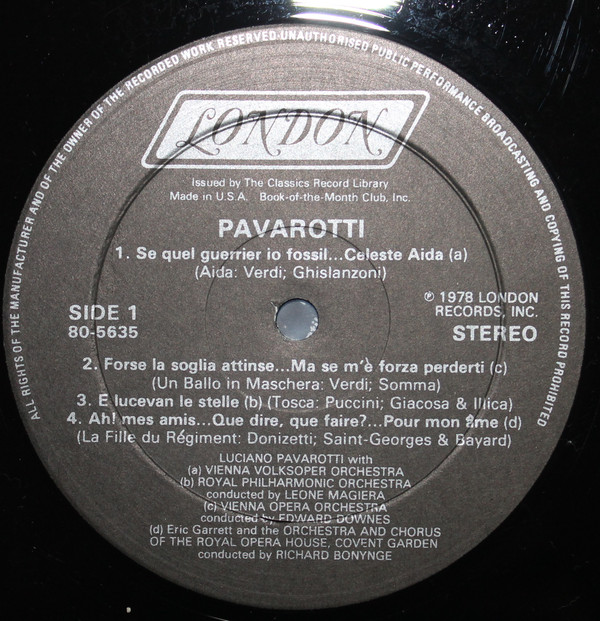 ALL RIGHTS OF THE MANUFACTURER AND OF THE OWNER OF THE RECORDED WORK RESERVED·UNAUTHORISED PUBLIC PERFORMANCE BROADCASTING AND COPYING OF THIS RECORD PROHIBITED
LONDON
Issued by The Classics Record Library
Made in U.S.A. Book-of-the-Month Club, Inc.
PAVAROTTI
1. Se quel guerrier io fossil...Celeste Aida (a)
(Aida: Verdi; Ghislanzoni)
SIDE 1
80-5635
℗ 1978 LONDON
RECORDS, INC.
STEREO
2. Forse la soglia attinse...Ma se m'è forza perderti (c)
(Un Ballo in Maschera: Verdi; Somma)
3. E lucevan le stelle (b) (Tosca: Puccini; Giacosa & Illica)
4. Ah! mes amis...Que dire, que faire?...Pour mon âme (d)
(La Fille du Régiment: Donizetti; Saint-Georges & Bayard)
LUCIANO PAVAROTTI with
(a) VIENNA VOLKSOPER ORCHESTRA
(b) ROYAL PHILHARMONIC ORCHESTRA
conducted by LEONE MAGIERA
(c) VIENNA OPERA ORCHESTRA
conducted by EDWARD DOWNES
(d) Eric Garrett and the ORCHESTRA AND CHORUS
OF THE ROYAL OPERA HOUSE, COVENT GARDEN
conducted by RICHARD BONYNGE